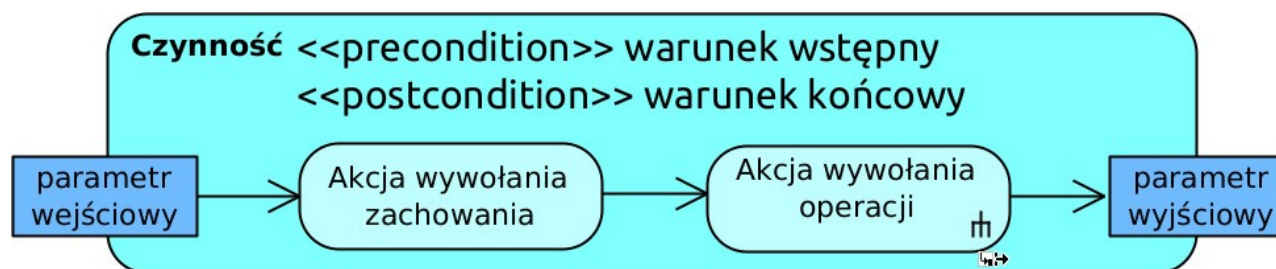 Czynność <<precondition>> warunek wstępny
<<postcondition>> warunek końcowy
parametr
wejściowy
Akcja wywołania
zachowania
Akcja wywołania
operacji
parametr
wyjściowy